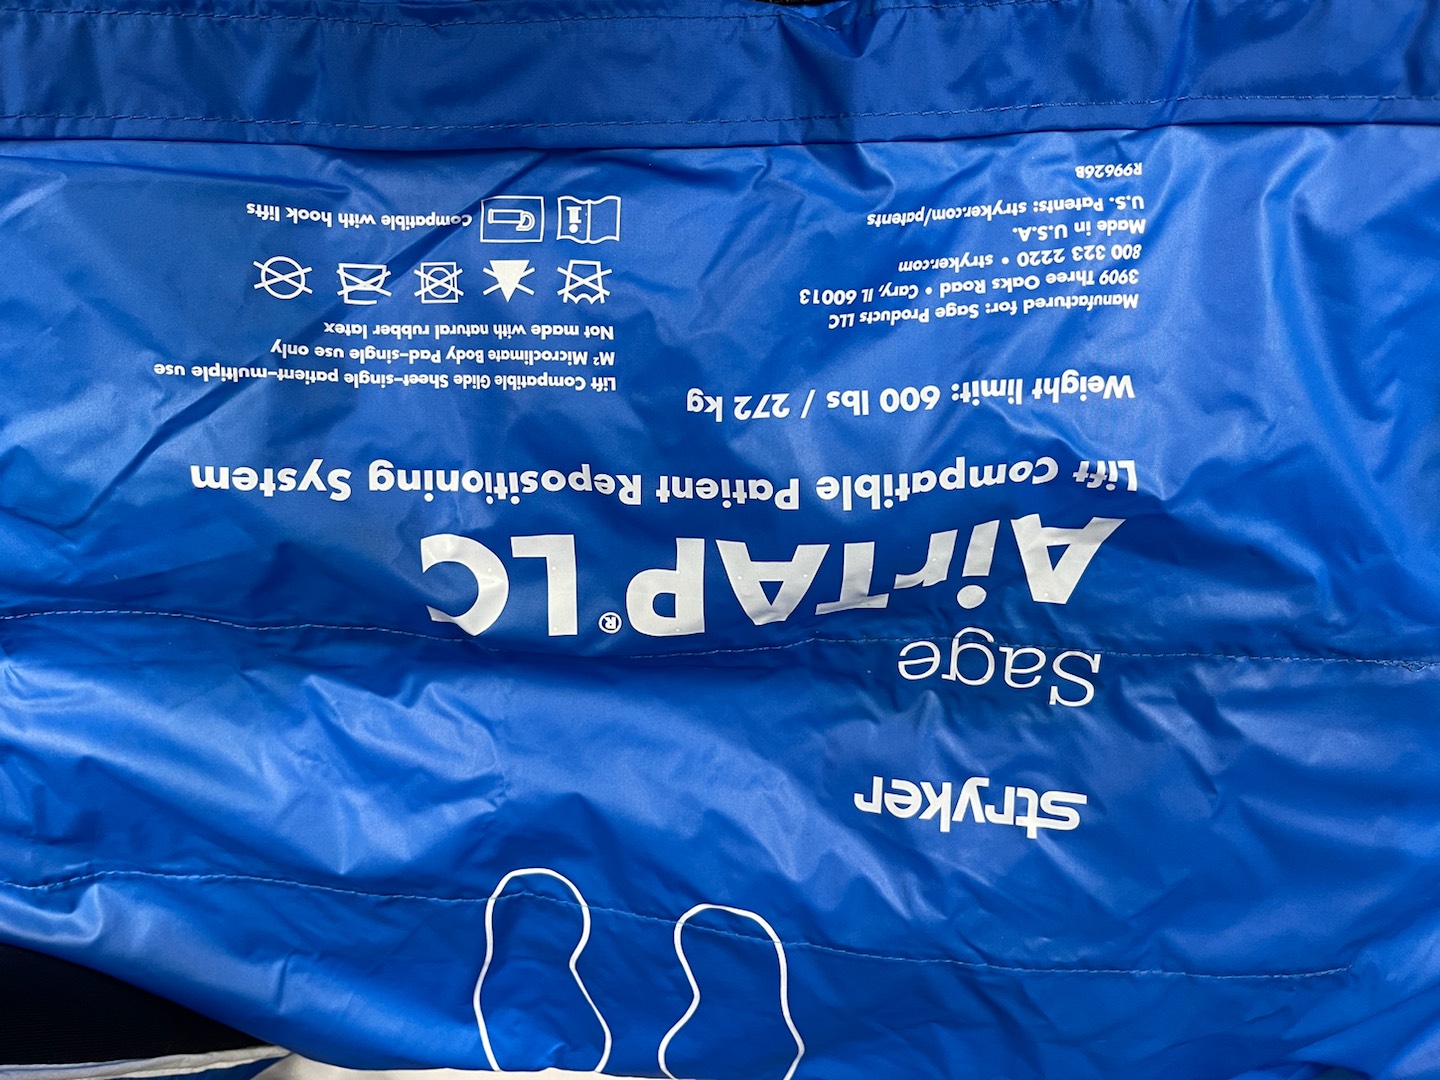 stryker
Sage
AirTAP® LC
Lift Compatible Patient Repositioning System
Weight limit: 600 lbs / 272 kg
Manufactured for: Sage Products LLC
3909 Three Oaks Road • Cary, IL 60013
800 323 2220 • stryker.com
Made in U.S.A.
U.S. Patents: stryker.com/patents
R99626B
Lift Compatible Glide Sheet-single patient-multiple use
M² Microclimate Body Pad-single use only
Not made with natural rubber latex
Compatible with hook lifts